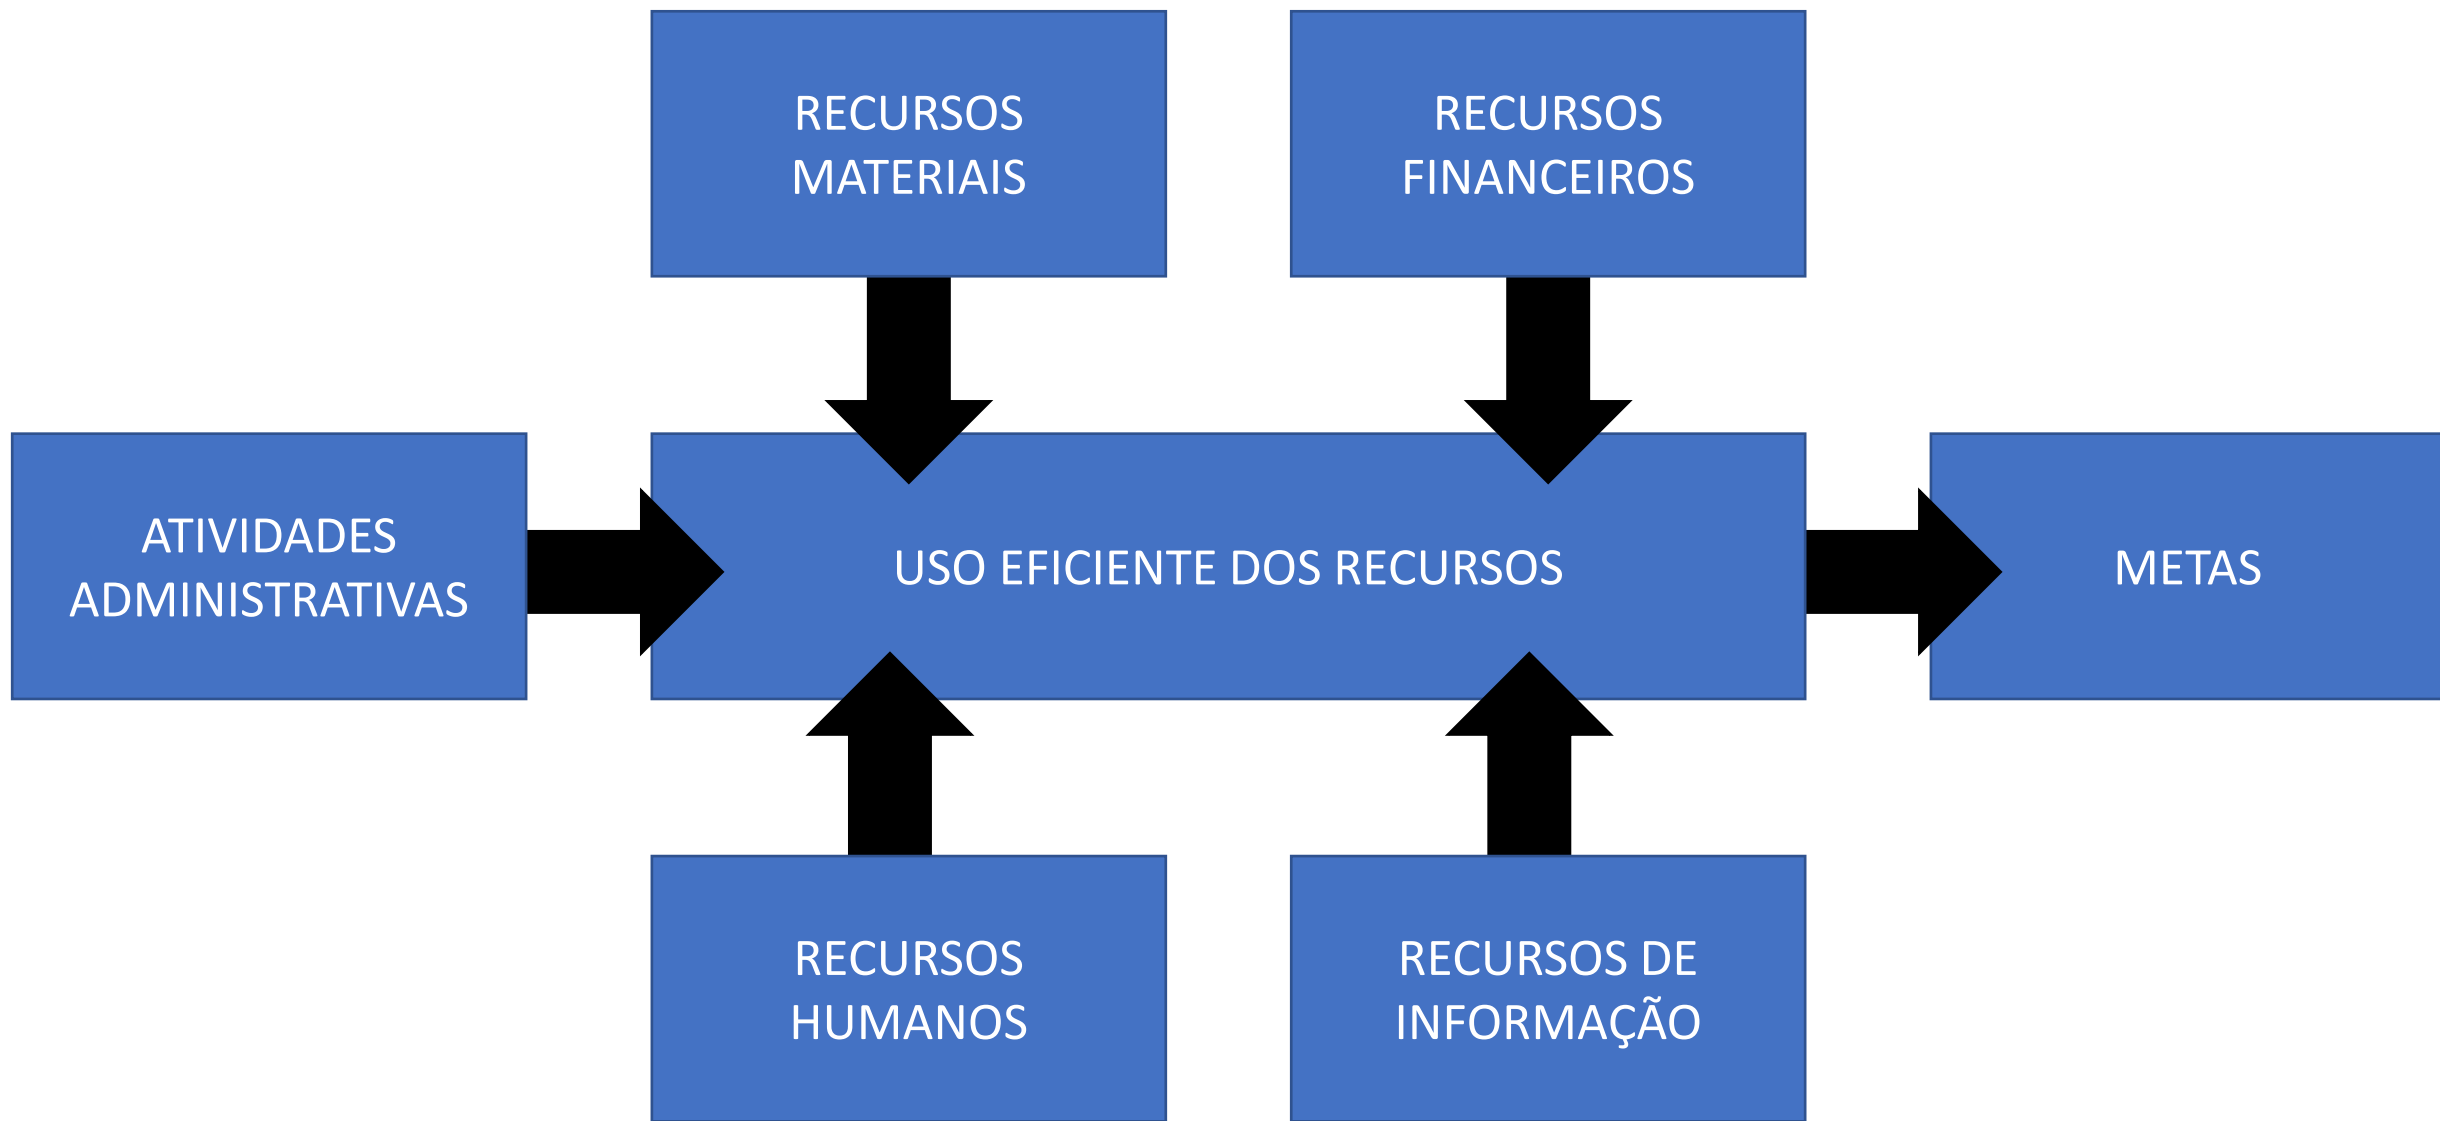 RECURSOS
MATERIAIS
RECURSOS
FINANCEIROS
ATIVIDADES
ADMINISTRATIVAS
USO EFICIENTE DOS RECURSOS
METAS
RECURSOS
HUMANOS
RECURSOS DE
INFORMAÇÃO